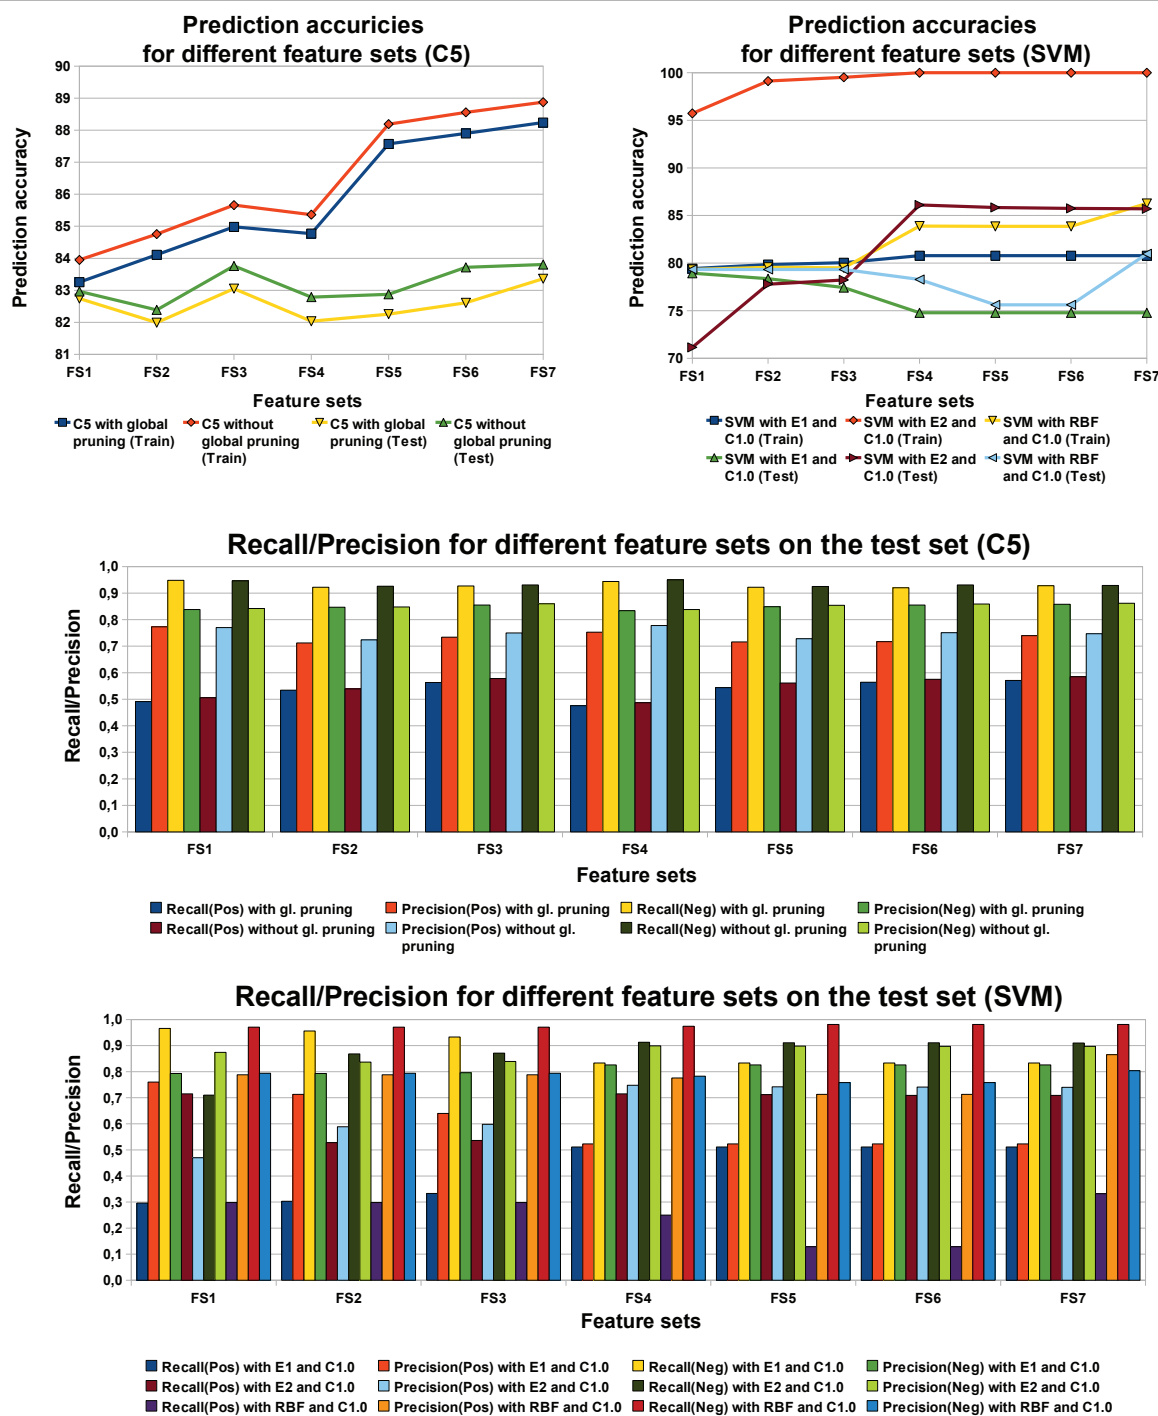 Prediction accuricies
for different feature sets (C5)
90
89
88
87
86
85
84
83
82
81
Prediction accuracy
FS1 FS2 FS3 FS4 FS5 FS6 FS7
Feature sets
C5 with global pruning (Train)
C5 without global pruning (Train)
C5 with global pruning (Test)
C5 without global pruning (Test)
Prediction accuracies
for different feature sets (SVM)
100
95
90
85
80
75
70
Prediction accuracy
FS1 FS2 FS3 FS4 FS5 FS6 FS7
Feature sets
SVM with E1 and C1.0 (Train)
SVM with E2 and C1.0 (Train)
SVM with RBF and C1.0 (Train)
SVM with E1 and C1.0 (Test)
SVM with E2 and C1.0 (Test)
SVM with RBF and C1.0 (Test)
Recall/Precision for different feature sets on the test set (C5)
1,0
0,9
0,8
0,7
0,6
0,5
0,4
0,3
0,2
0,1
0,0
Recall/Precision
FS1 FS2 FS3 FS4 FS5 FS6 FS7
Feature sets
Recall(Pos) with gl. pruning
Precision(Pos) with gl. pruning
Recall(Neg) with gl. pruning
Precision(Neg) with gl. pruning
Recall(Pos) without gl. pruning
Precision(Pos) without gl. pruning
Recall(Neg) without gl. pruning
Precision(Neg) without gl. pruning
Recall/Precision for different feature sets on the test set (SVM)
1,0
0,9
0,8
0,7
0,6
0,5
0,4
0,3
0,2
0,1
0,0
Recall/Precision
FS1 FS2 FS3 FS4 FS5 FS6 FS7
Feature sets
Recall(Pos) with E1 and C1.0
Precision(Pos) with E1 and C1.0
Recall(Neg) with E1 and C1.0
Precision(Neg) with E1 and C1.0
Recall(Pos) with E2 and C1.0
Precision(Pos) with E2 and C1.0
Recall(Neg) with E2 and C1.0
Precision(Neg) with E2 and C1.0
Recall(Pos) with RBF and C1.0
Precision(Pos) with RBF and C1.0
Recall(Neg) with RBF and C1.0
Precision(Neg) with RBF and C1.0